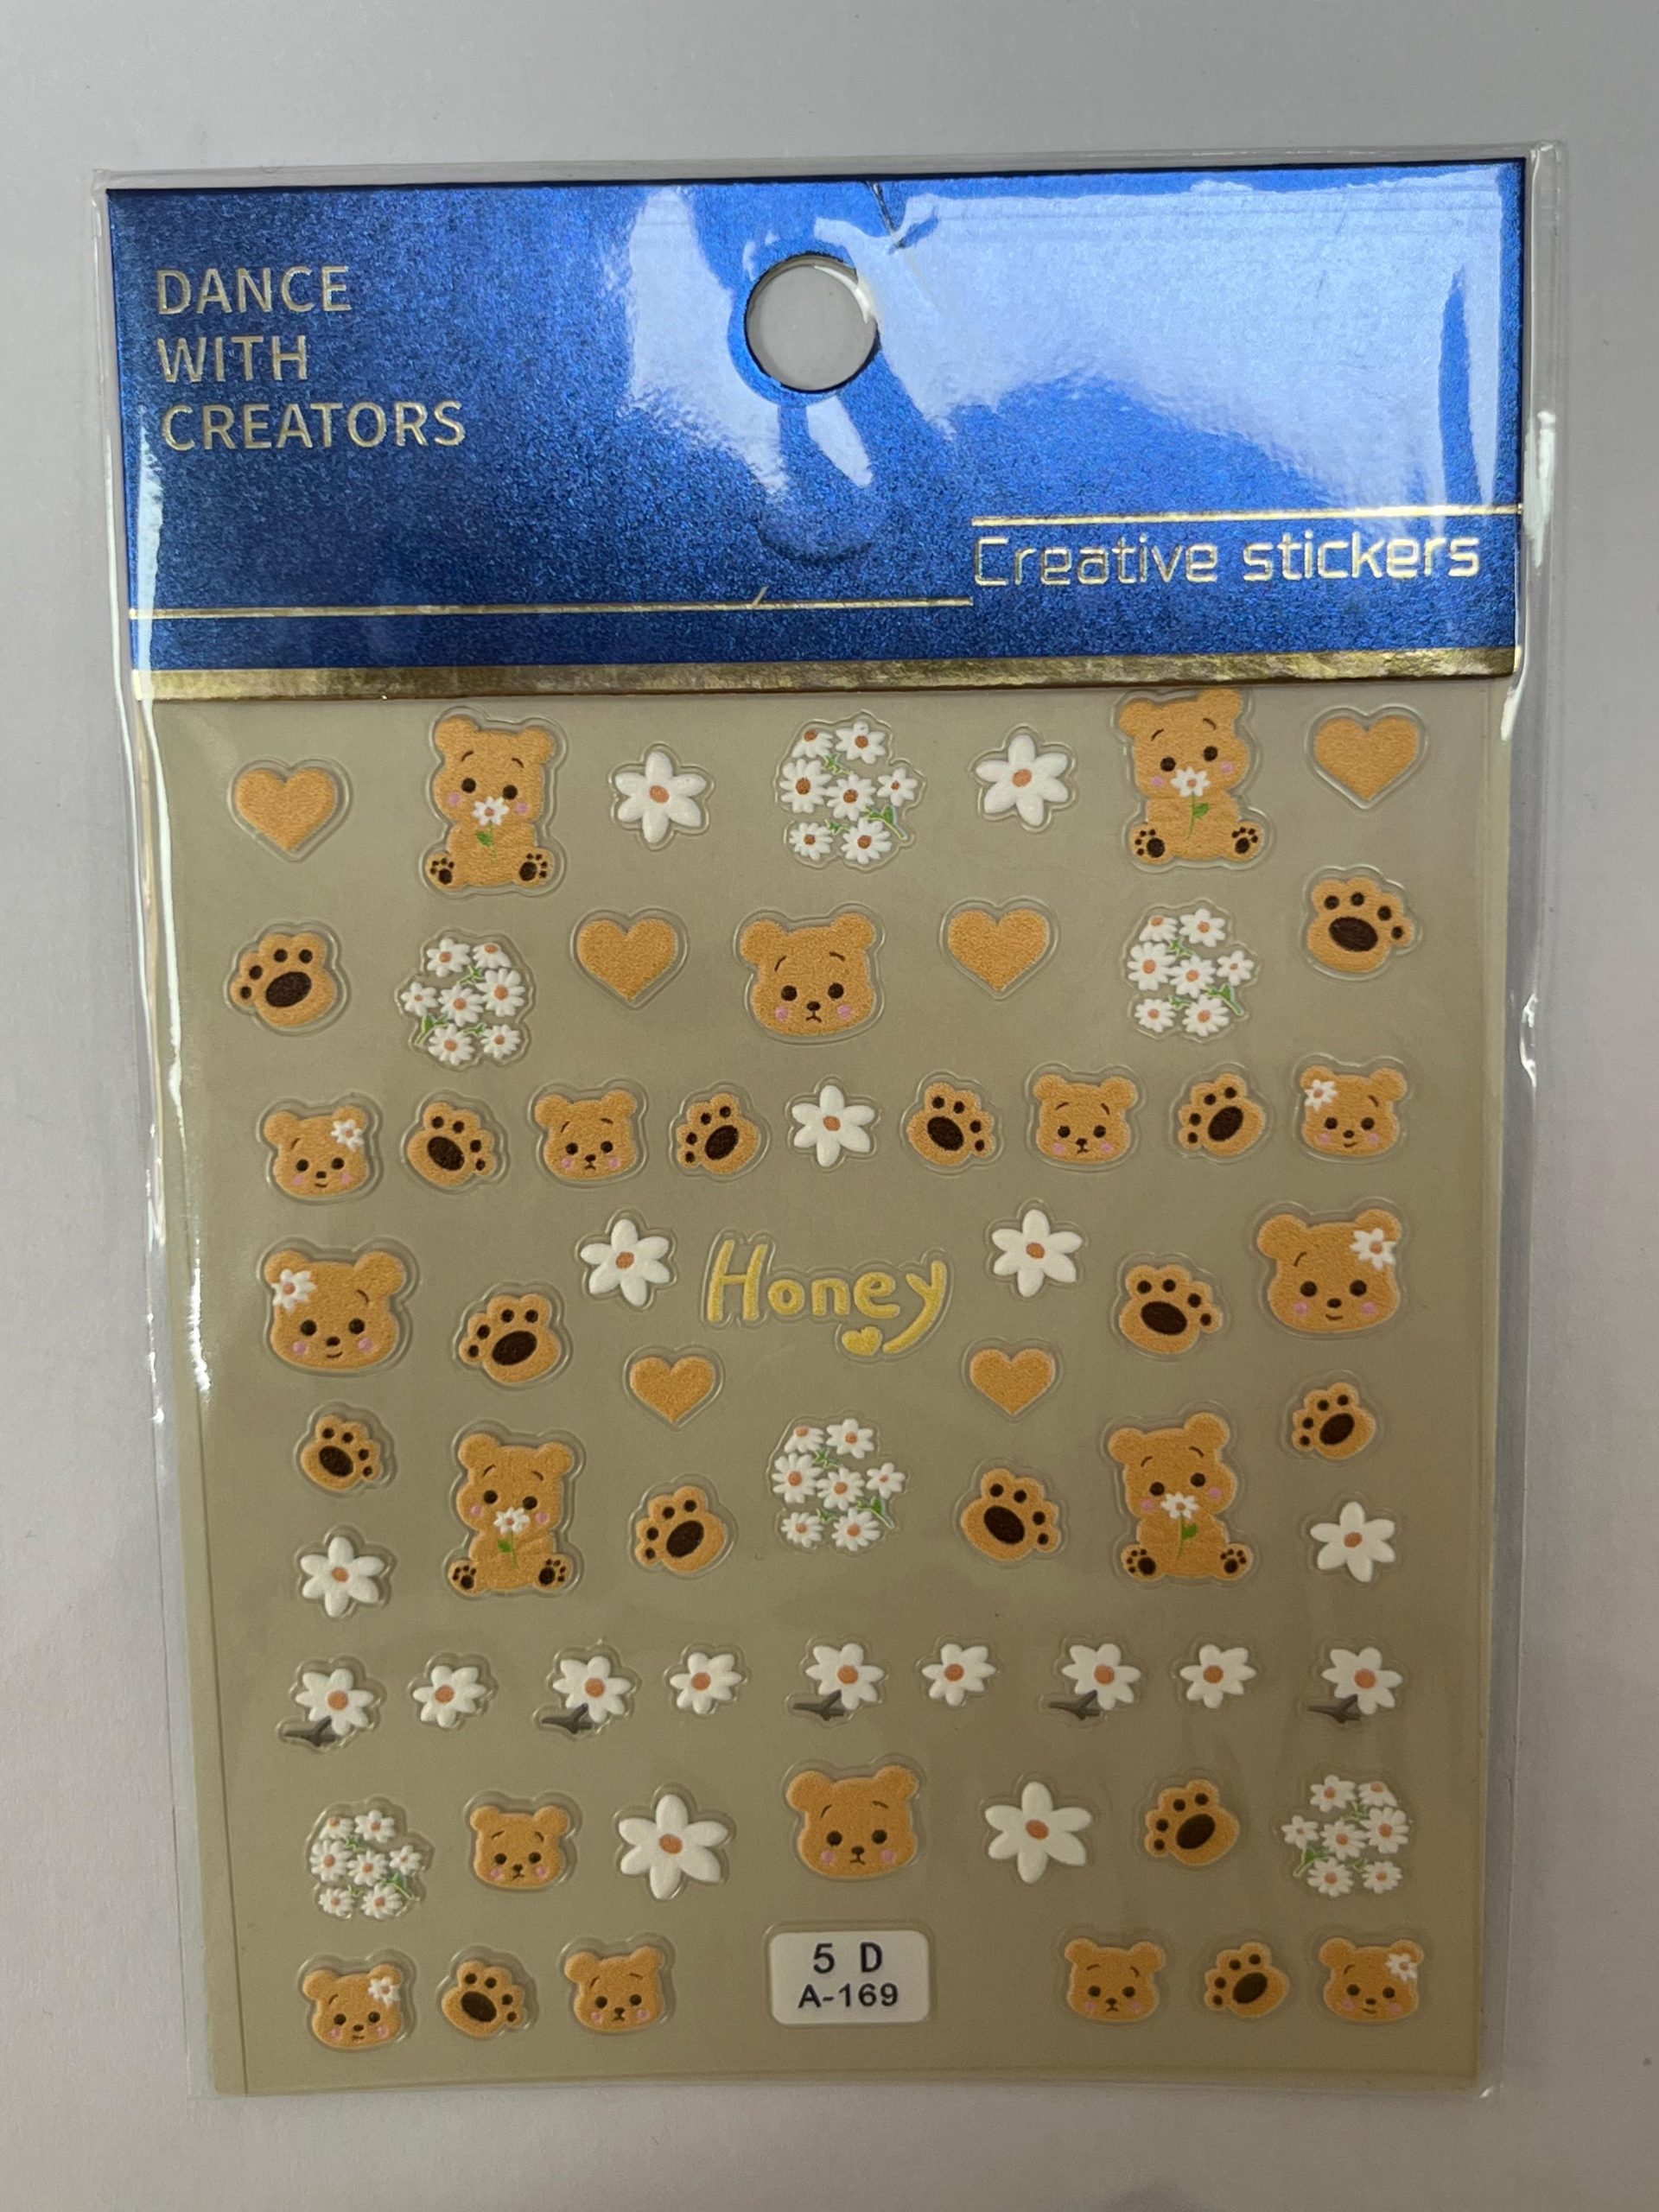 DANCE
WITH
CREATORS
Creative stickers
Honey
5 D
A-169